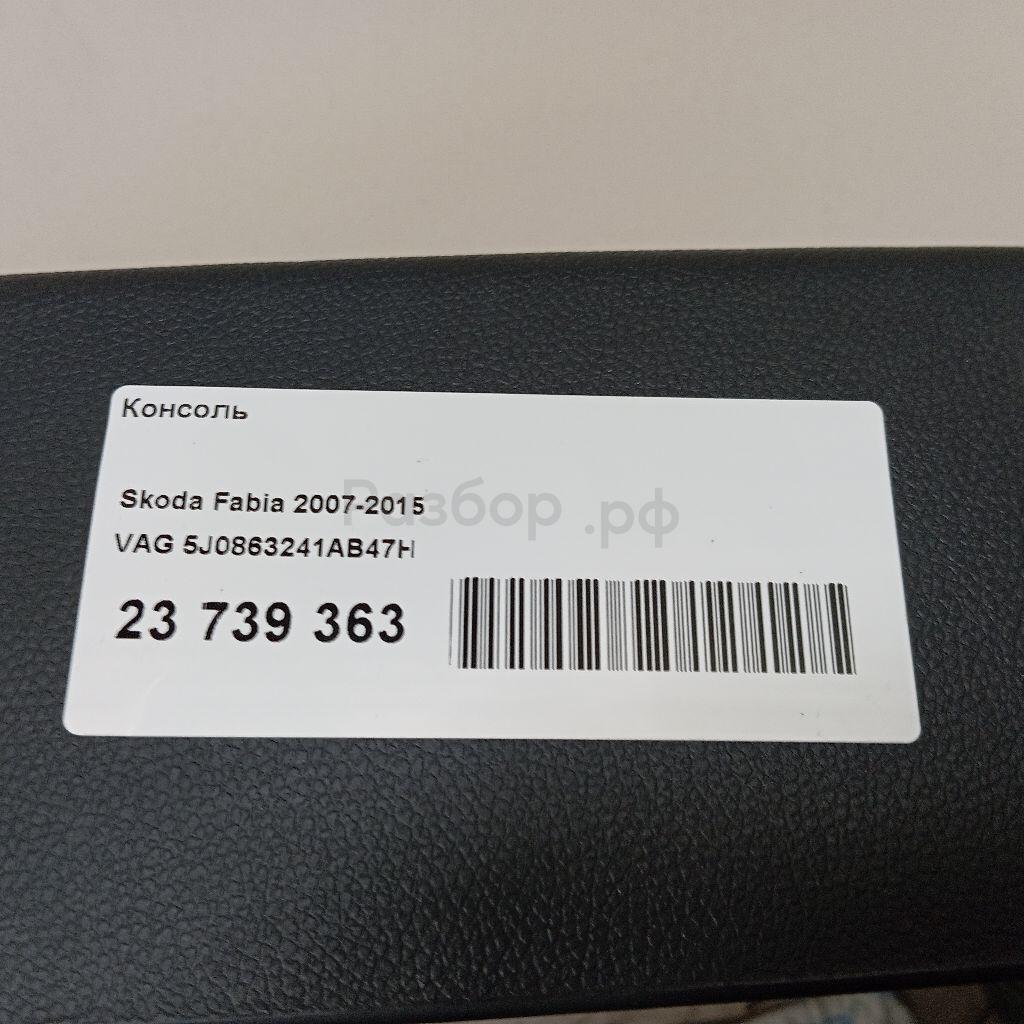 Консоль
Skoda Fabia 2007-2015
Разбор.рф
VAG 5J0863241AB47H
23 739 363